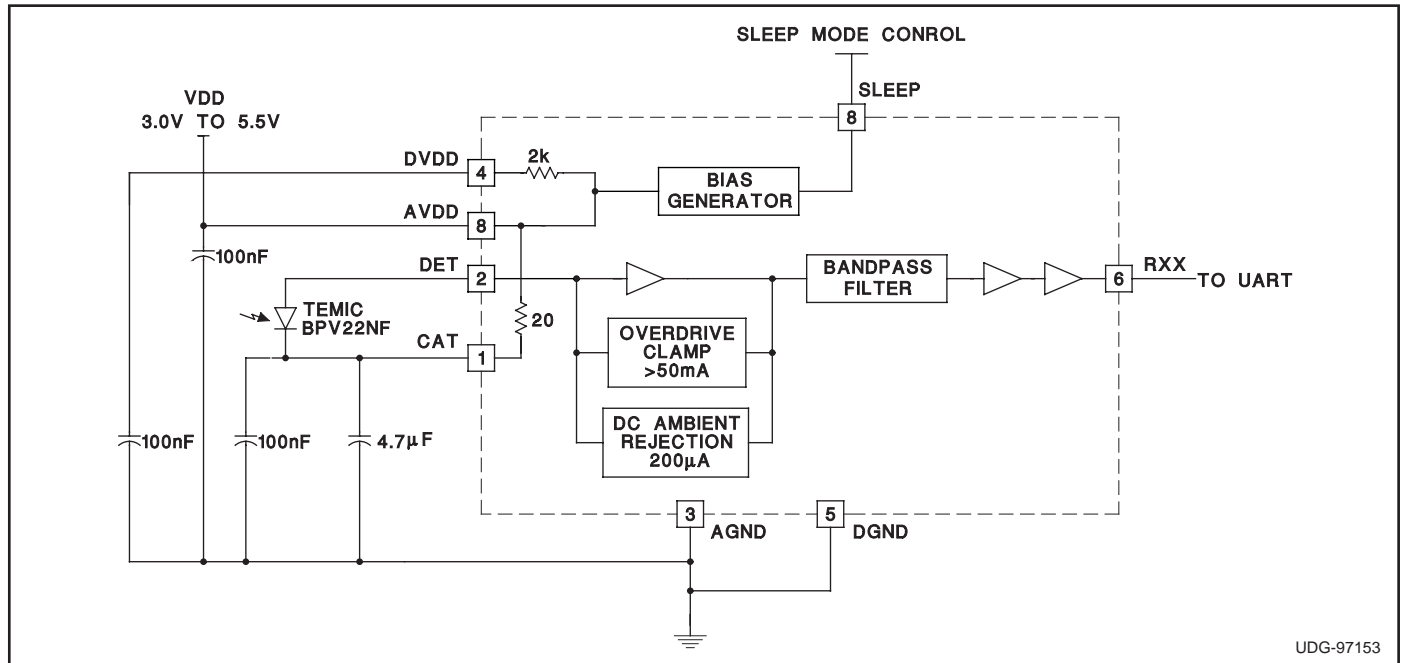 SLEEP MODE CONROL
SLEEP
8
VDD
3.0V TO 5.5V
DVDD
4
2k
BIAS
GENERATOR
AVDD
8
100nF
DET
2
BANDPASS
FILTER
6
RXX
TO UART
TEMIC
BPV22NF
20
CAT
1
OVERDRIVE
CLAMP
>50mA
100nF
100nF
4.7µF
DC AMBIENT
REJECTION
200µA
3
AGND
5
DGND
UDG-97153